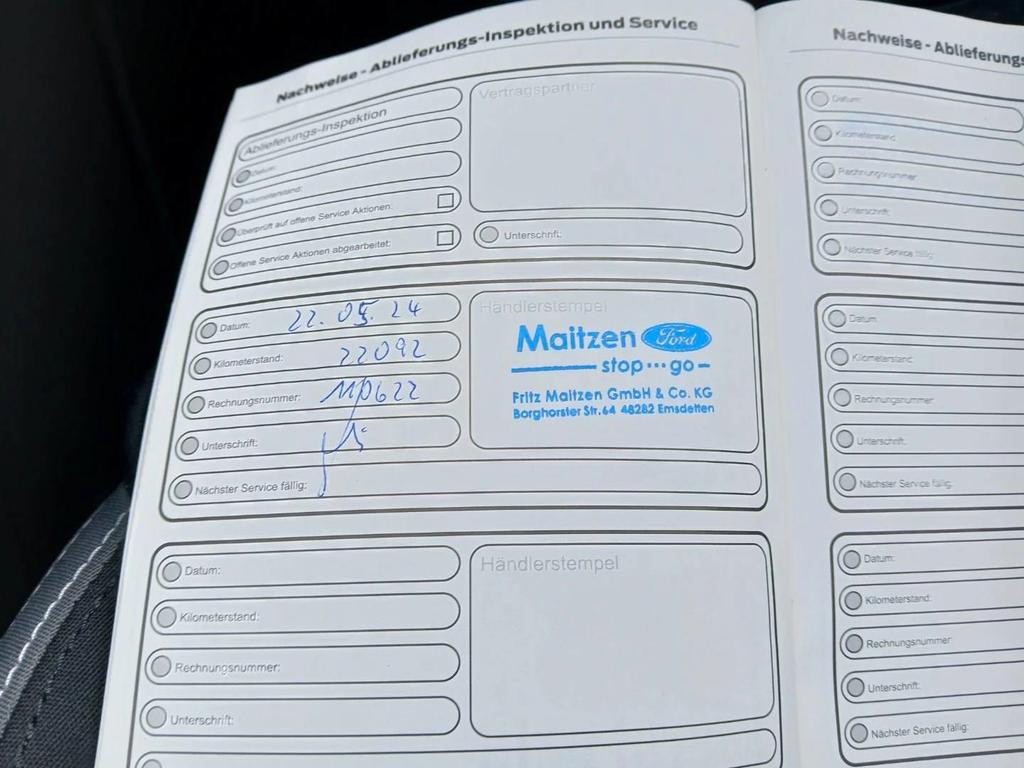 Nachweise - Ablieferungs-Inspektion und Service
Ablieferungs-Inspektion
Datum:
Kilometerstand:
Überprüft auf offene Service Aktionen:
Offene Service Aktionen abgearbeitet:
Vertragspartner
Unterschrift:
Datum: 22.05.24
Kilometerstand: 22092
Rechnungsnummer:
Unterschrift:
Nächster Service fällig:
Händlerstempel
Maitzen Ford
stop...go
Fritz Maitzen GmbH & Co. KG
Borghorster Str. 64 48282 Emsdetten
Datum:
Kilometerstand:
Rechnungsnummer:
Unterschrift:
Händlerstempel
Nachweise - Ablieferungs
Datum:
Kilometerstand:
Rechnungsnummer:
Unterschrift:
Nächster Service fällig:
Datum:
Kilometerstand:
Rechnungsnummer:
Unterschrift:
Nächster Service fällig:
Datum:
Kilometerstand:
Rechnungsnummer:
Unterschrift:
Nächster Service fällig: